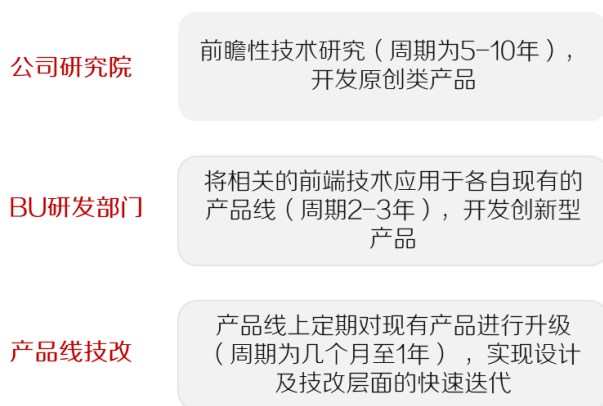 公司研究院
前瞻性技术研究（周期为5-10年），
开发原创类产品
BU研发部门
将相关的前端技术应用于各自现有的
产品线（周期2-3年），开发创新型
产品
产品线技改
产品线上定期对现有产品进行升级
（周期为几个月至1年），实现设计
及技改层面的快速迭代